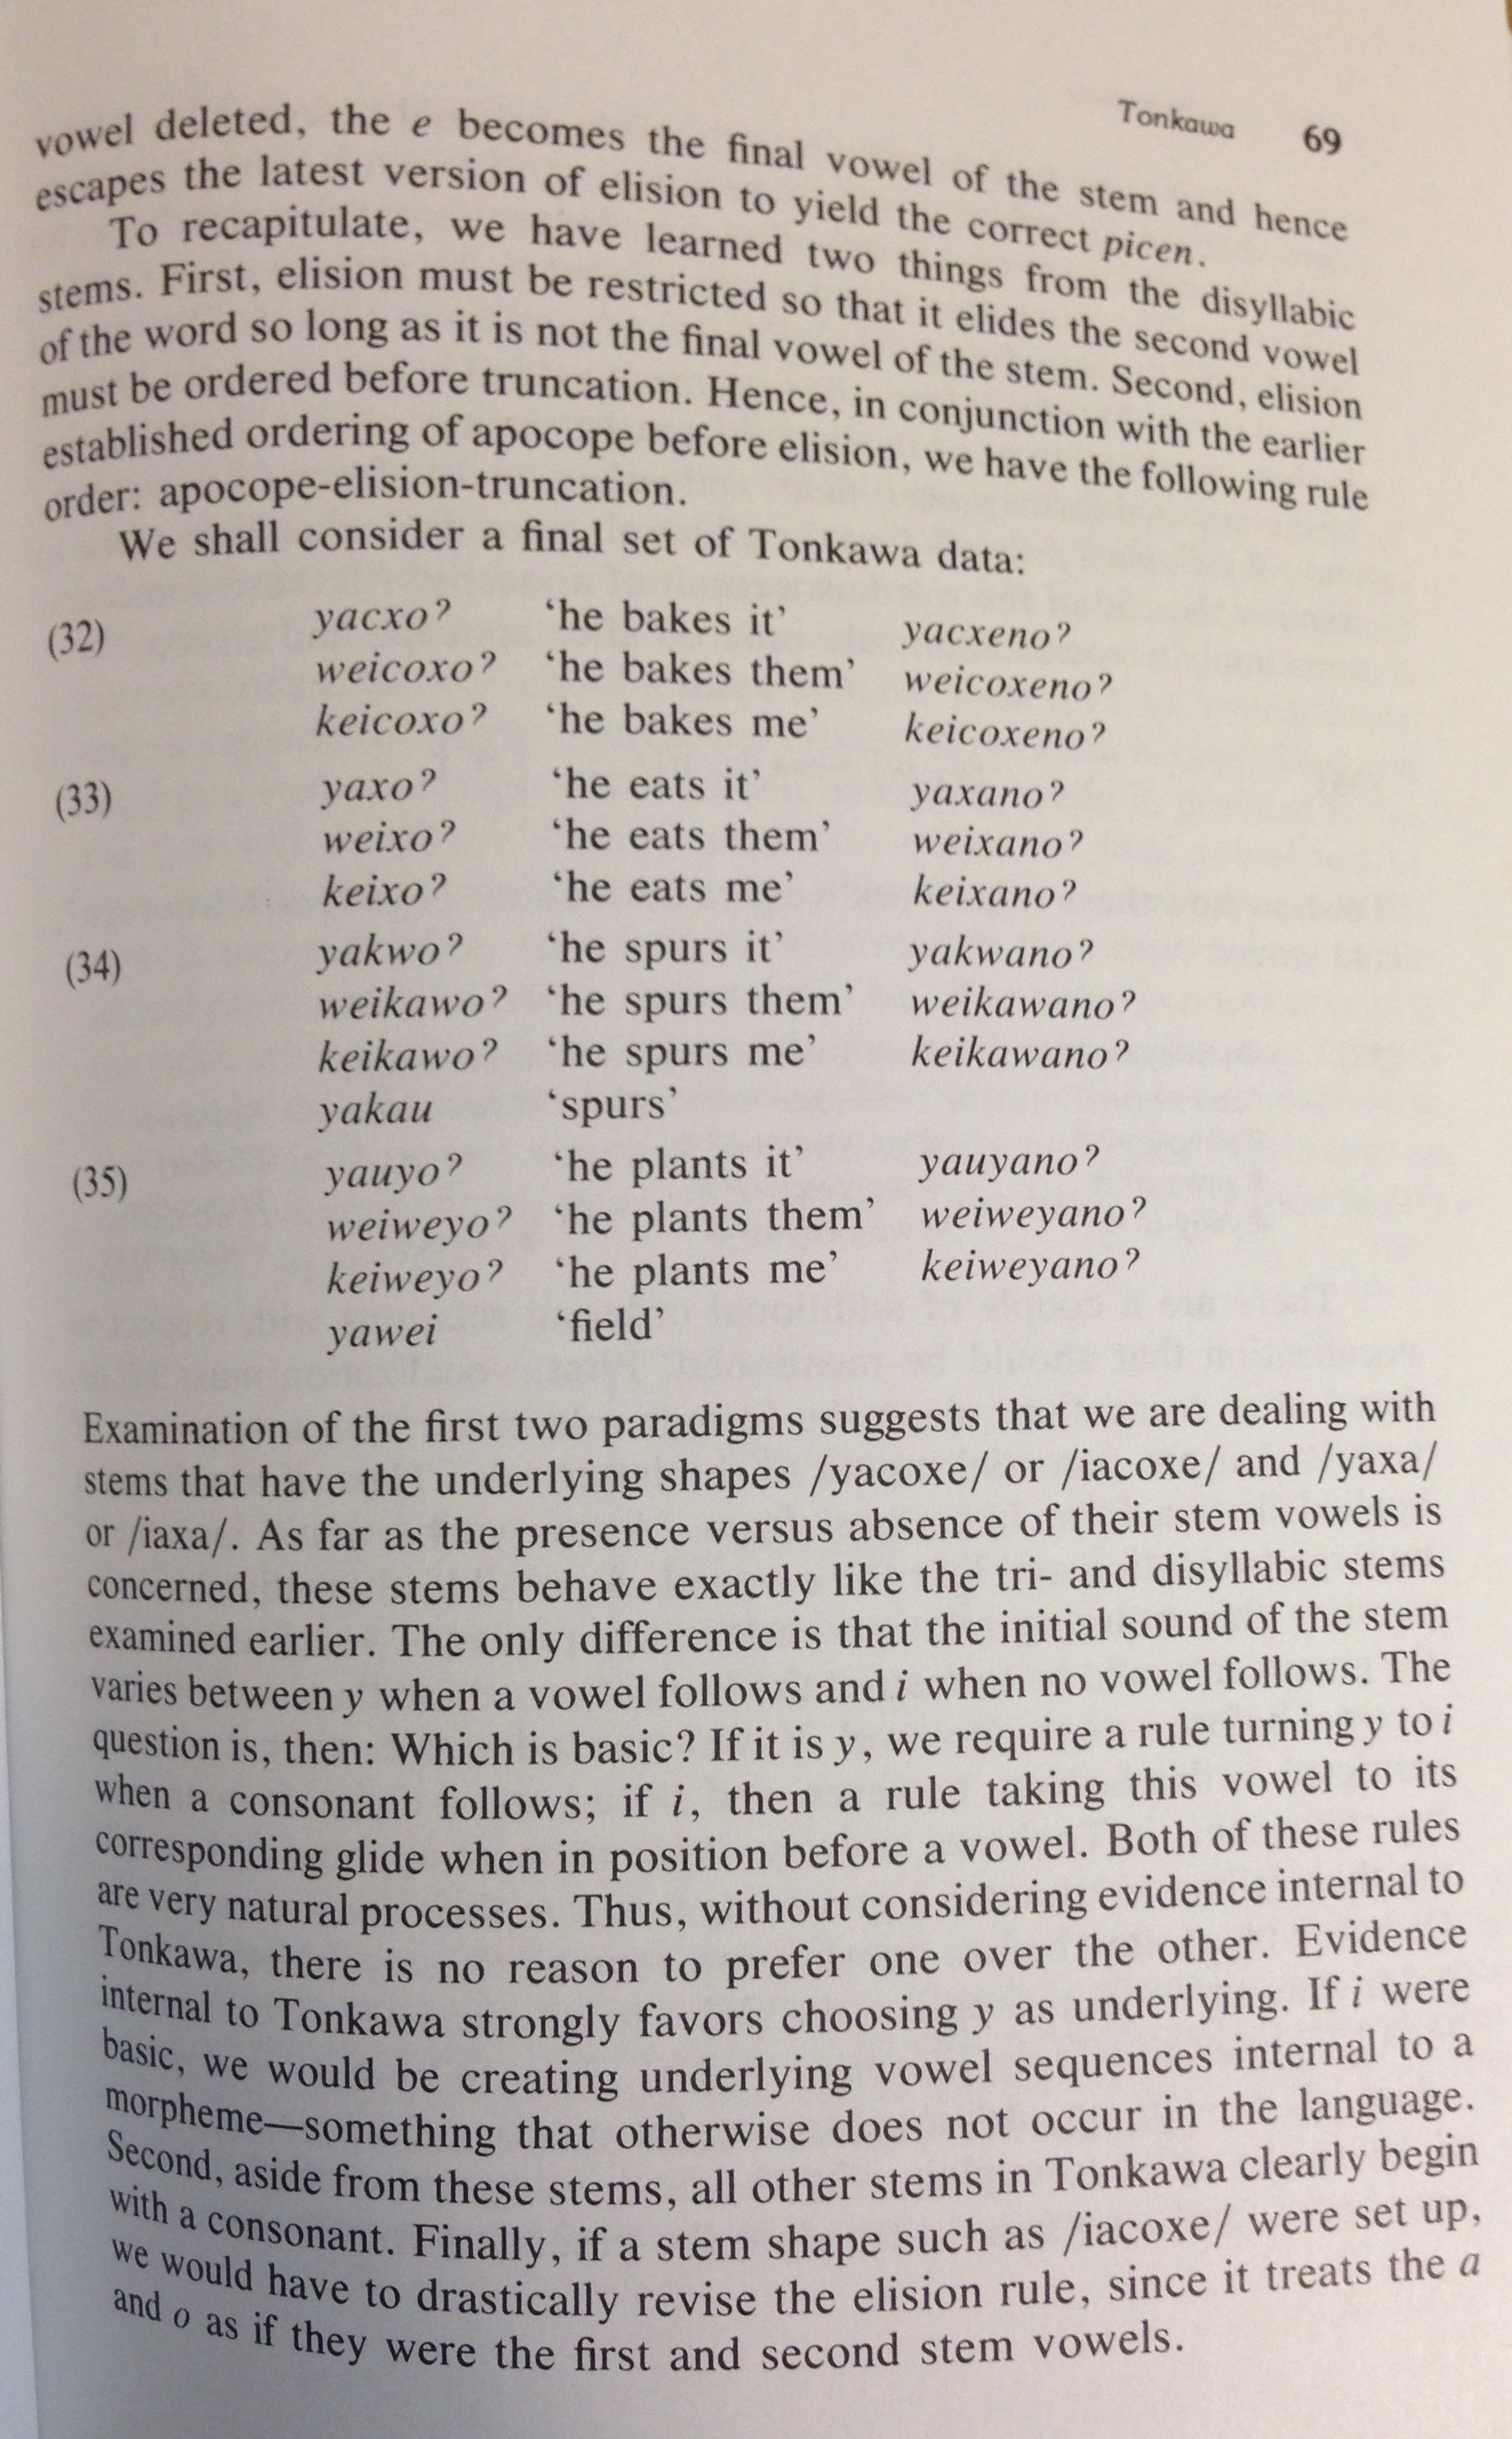 Tonkawa 69
vowel deleted, the e becomes the final vowel of the stem and hence
escapes the latest version of elision to yield the correct picen.
To recapitulate, we have learned two things from the disyllabic
stems. First, elision must be restricted so that it elides the second vowel
of the word so long as it is not the final vowel of the stem. Second, elision
must be ordered before truncation. Hence, in conjunction with the earlier
established ordering of apocope before elision, we have the following rule
order: apocope-elision-truncation.
We shall consider a final set of Tonkawa data:
(32) yacxoʔ ‘he bakes it’ yacxenoʔ
weicoxoʔ ‘he bakes them’ weicoxenoʔ
keicoxoʔ ‘he bakes me’ keicoxenoʔ
(33) yaxoʔ ‘he eats it’ yaxanoʔ
weixoʔ ‘he eats them’ weixanoʔ
keixoʔ ‘he eats me’ keixanoʔ
(34) yakwoʔ ‘he spurs it’ yakwanoʔ
weikawoʔ ‘he spurs them’ weikawanoʔ
keikawoʔ ‘he spurs me’ keikawanoʔ
yakau ‘spurs’
(35) yauyoʔ ‘he plants it’ yauyanoʔ
weiweyoʔ ‘he plants them’ weiweyanoʔ
keiweyoʔ ‘he plants me’ keiweyanoʔ
yawei ‘field’
Examination of the first two paradigms suggests that we are dealing with
stems that have the underlying shapes /yacoxe/ or /iacoxe/ and /yaxa/
or /iaxa/. As far as the presence versus absence of their stem vowels is
concerned, these stems behave exactly like the tri- and disyllabic stems
examined earlier. The only difference is that the initial sound of the stem
varies between y when a vowel follows and i when no vowel follows. The
question is, then: Which is basic? If it is y, we require a rule turning y to i
when a consonant follows; if i, then a rule taking this vowel to its
corresponding glide when in position before a vowel. Both of these rules
are very natural processes. Thus, without considering evidence internal to
Tonkawa, there is no reason to prefer one over the other. Evidence
internal to Tonkawa strongly favors choosing y as underlying. If i were
basic, we would be creating underlying vowel sequences internal to a
morpheme—something that otherwise does not occur in the language.
Second, aside from these stems, all other stems in Tonkawa clearly begin
with a consonant. Finally, if a stem shape such as /iacoxe/ were set up,
we would have to drastically revise the elision rule, since it treats the a
and o as if they were the first and second stem vowels.